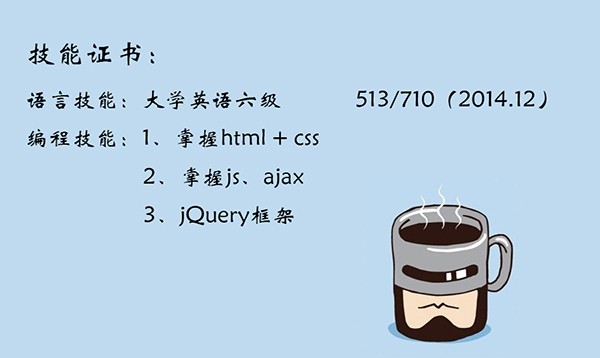 技能证书：
语言技能：大学英语六级 513/710（2014.12）
编程技能：1、掌握html + css
2、掌握js、ajax
3、jQuery框架